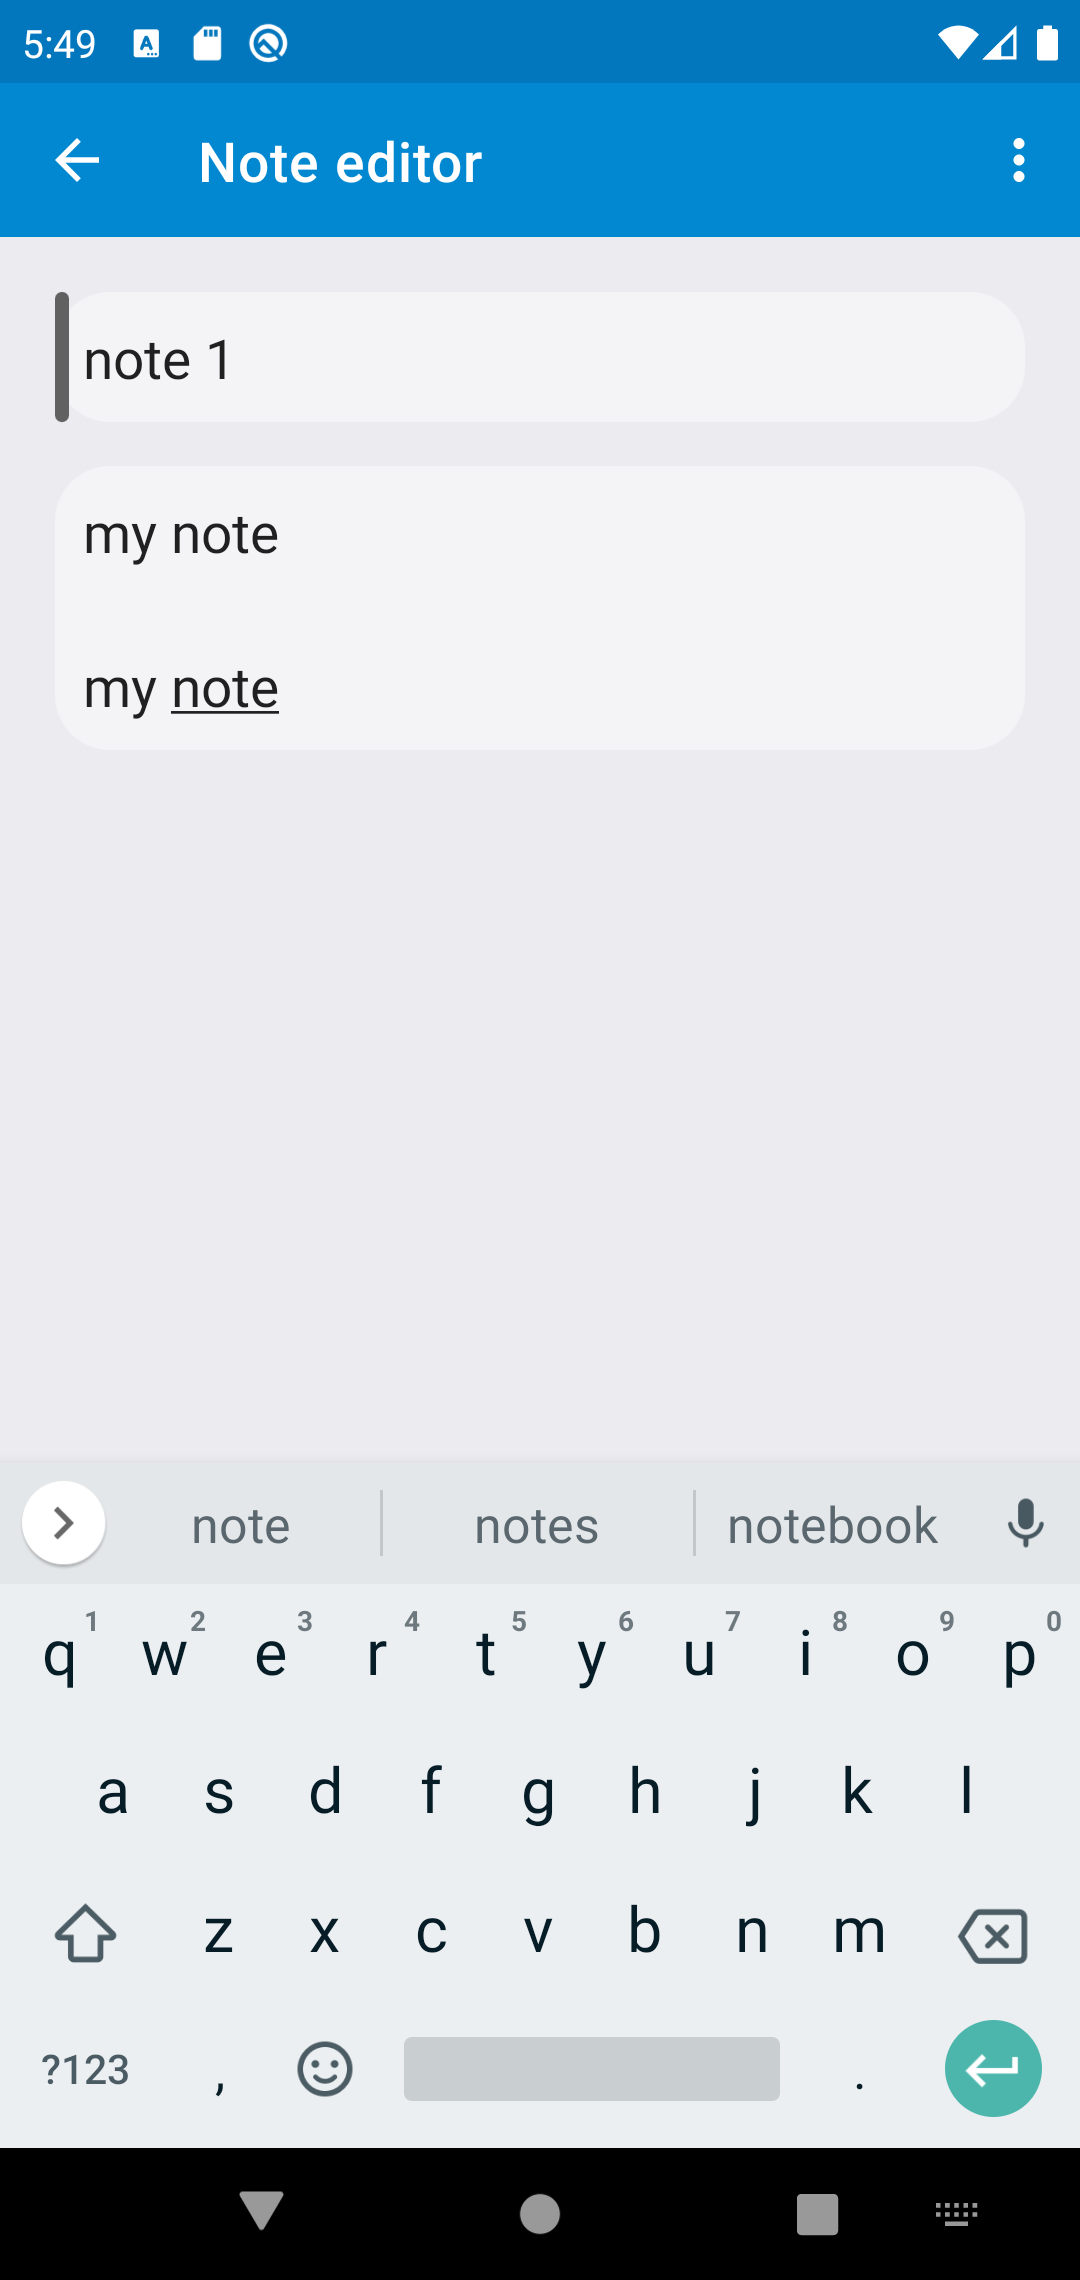 5:49
Note editor
note 1
my note
my note
note notes notebook
1 2 3 4 5 6 7 8 9 0
q w e r t y u i o p
a s d f g h j k l
z x c v b n m
?123 , .